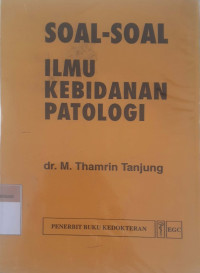 SOAL-SOAL
ILMU
KEBIDANAN
PATOLOGI
dr. M. Thamrin Tanjung
PENERBIT BUKU KEDOKTERAN
EGC